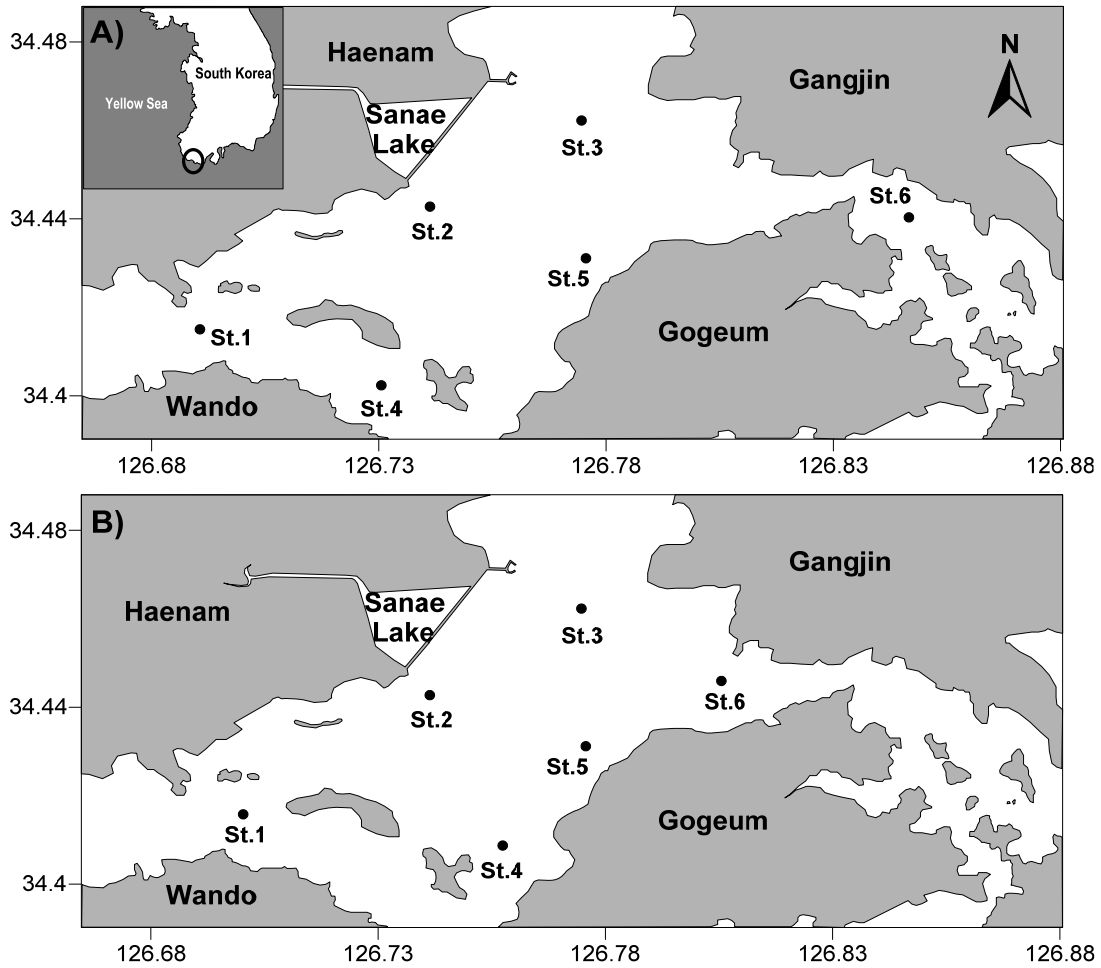 A)
South Korea
Yellow Sea
Haenam
Sanae
Lake
Gangjin
N
St.3
St.6
St.2
St.5
St.1
St.4
Gogeum
Wando
34.48
34.44
34.4
126.68
126.73
126.78
126.83
126.88
B)
Gangjin
Haenam
Sanae
Lake
St.3
St.6
St.2
St.5
St.1
St.4
Gogeum
Wando
34.48
34.44
34.4
126.68
126.73
126.78
126.83
126.88